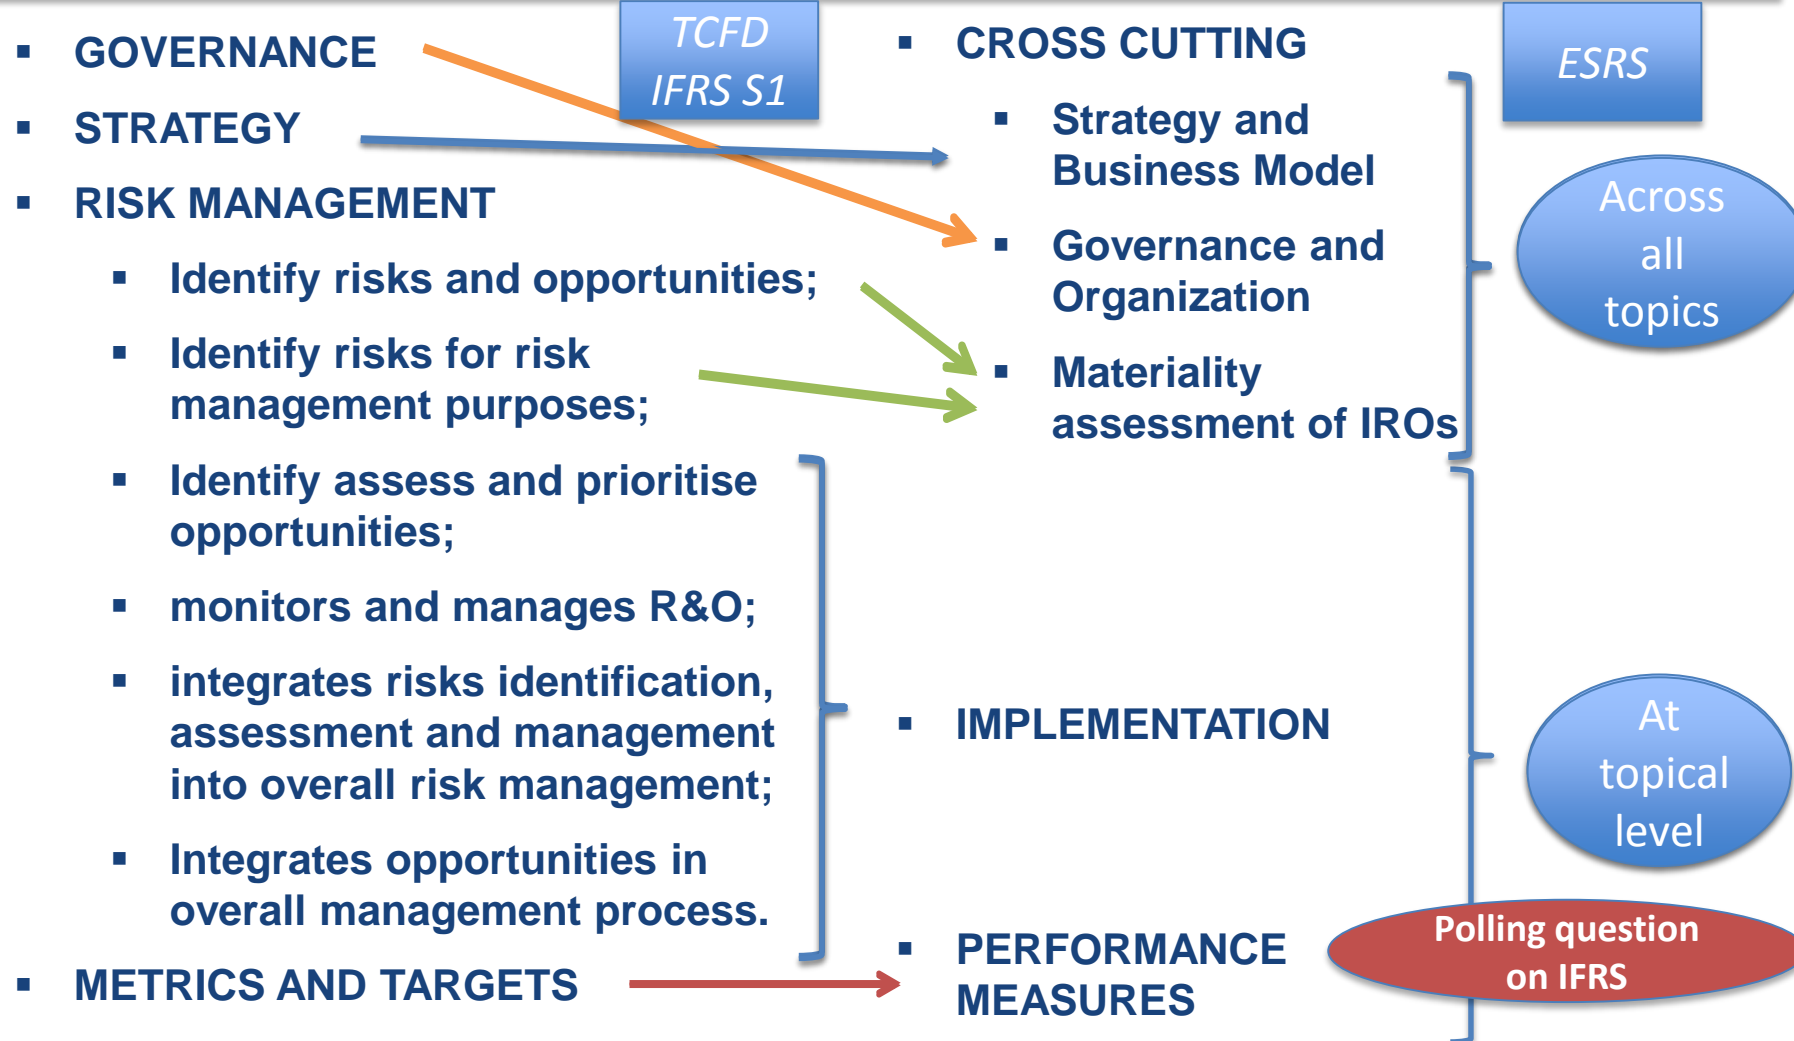 TCFD
IFRS S1
▪ GOVERNANCE
▪ STRATEGY
▪ RISK MANAGEMENT
▪ Identify risks and opportunities;
▪ Identify risks for risk
management purposes;
▪ Identify assess and prioritise
opportunities;
▪ monitors and manages R&O;
▪ integrates risks identification,
assessment and management
into overall risk management;
▪ Integrates opportunities in
overall management process.
▪ METRICS AND TARGETS
ESRS
▪ CROSS CUTTING
▪ Strategy and
Business Model
▪ Governance and
Organization
▪ Materiality
assessment of IROs
Across
all
topics
▪ IMPLEMENTATION
At
topical
level
▪ PERFORMANCE
MEASURES
Polling question
on IFRS